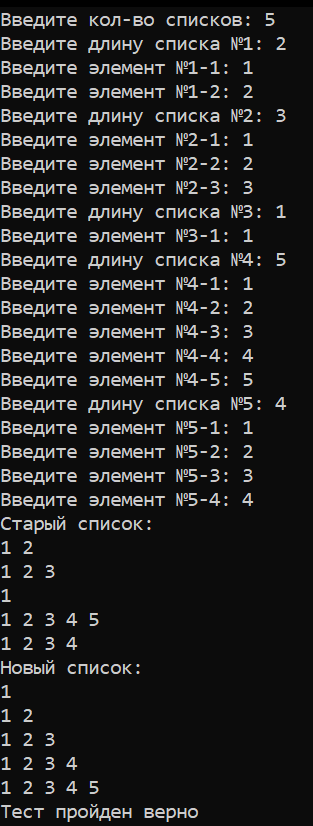 Введите кол-во списков: 5
Введите длину списка №1: 2
Введите элемент №1-1: 1
Введите элемент №1-2: 2
Введите длину списка №2: 3
Введите элемент №2-1: 1
Введите элемент №2-2: 2
Введите элемент №2-3: 3
Введите длину списка №3: 1
Введите элемент №3-1: 1
Введите длину списка №4: 5
Введите элемент №4-1: 1
Введите элемент №4-2: 2
Введите элемент №4-3: 3
Введите элемент №4-4: 4
Введите элемент №4-5: 5
Введите длину списка №5: 4
Введите элемент №5-1: 1
Введите элемент №5-2: 2
Введите элемент №5-3: 3
Введите элемент №5-4: 4
Старый список:
1 2
1 2 3
1
1 2 3 4 5
1 2 3 4
Новый список:
1
1 2
1 2 3
1 2 3 4
1 2 3 4 5
Тест пройден верно